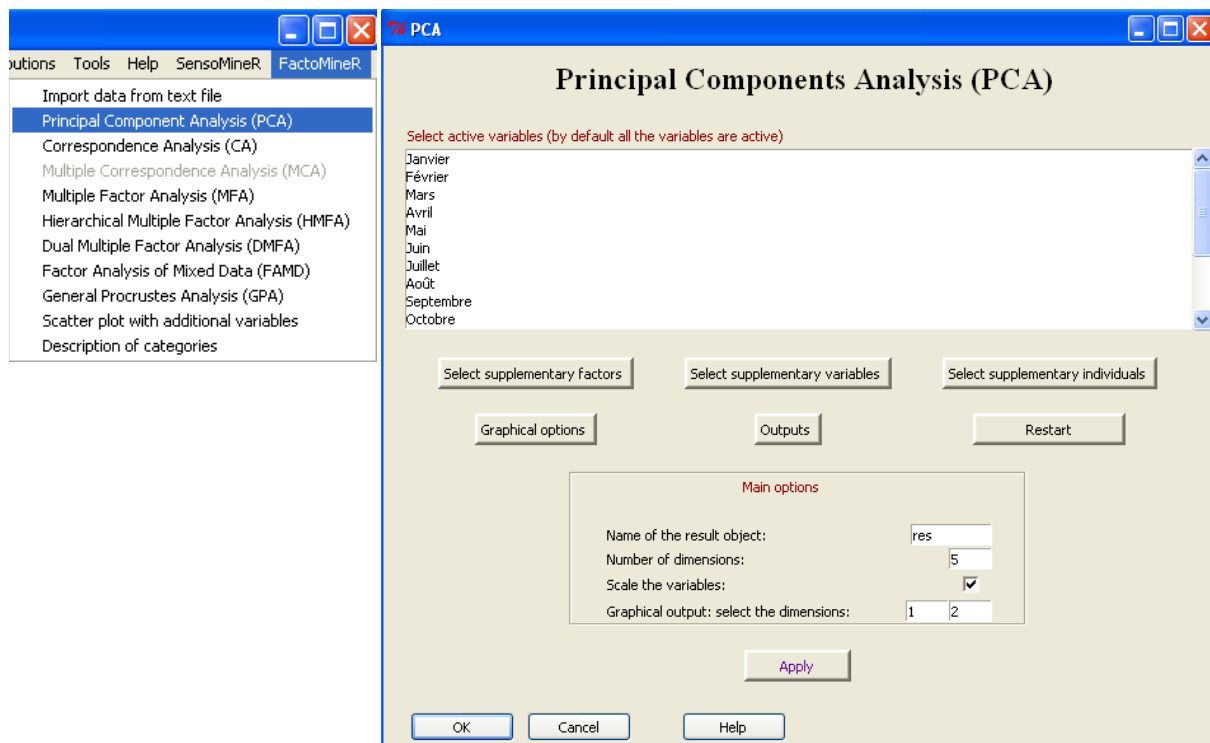 Tools Help SensoMineR FactoMineR
Import data from text file
Principal Component Analysis (PCA)
Correspondence Analysis (CA)
Multiple Correspondence Analysis (MCA)
Multiple Factor Analysis (MFA)
Hierarchical Multiple Factor Analysis (HMFA)
Dual Multiple Factor Analysis (DMFA)
Factor Analysis of Mixed Data (FAMD)
General Procrustes Analysis (GPA)
Scatter plot with additional variables
Description of categories
PCA
Principal Components Analysis (PCA)
Select active variables (by default all the variables are active)
Janvier
Février
Mars
Avril
Mai
Juin
Juillet
Août
Septembre
Octobre
Select supplementary factors Select supplementary variables Select supplementary individuals
Graphical options Outputs Restart
Main options
Name of the result object: res
Number of dimensions: 5
Scale the variables:
Graphical output: select the dimensions: 1 2
Apply
OK Cancel Help